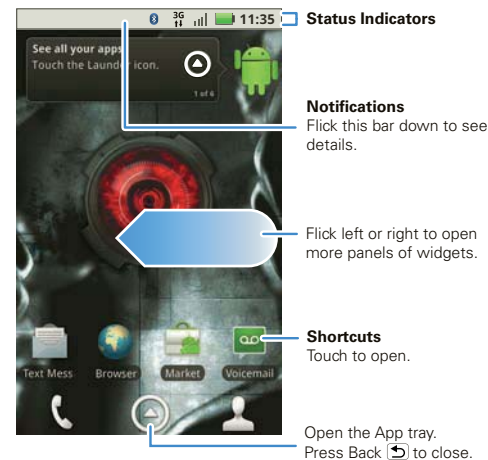 3G
11:35
Status Indicators
See all your apps
Touch the Launder icon.
1 of 6
Notifications
Flick this bar down to see
details.
Flick left or right to open
more panels of widgets.
Shortcuts
Touch to open.
Text Mess
Browser
Market
Voicemail
Open the App tray.
Press Back to close.